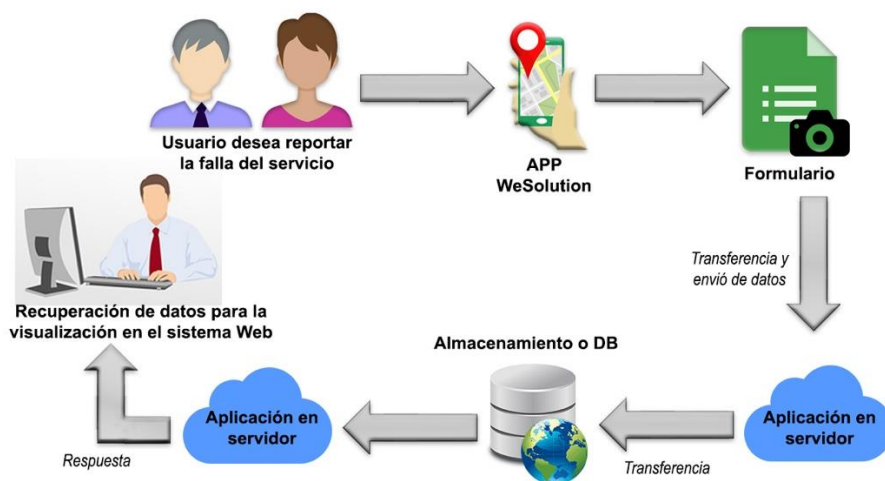 Usuario desea reportar
la falla del servicio
APP
WeSolution
Formulario
Transferencia y
envió de datos
Aplicación en
servidor
Transferencia
Almacenamiento o DB
Aplicación en
servidor
Respuesta
Recuperación de datos para la
visualización en el sistema Web